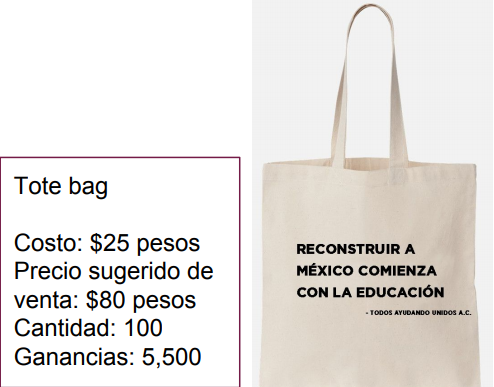 Tote bag
Costo: $25 pesos
Precio sugerido de
venta: $80 pesos
Cantidad: 100
Ganancias: 5,500
RECONSTRUIR A
MÉXICO COMIENZA
CON LA EDUCACIÓN
- TODOS AYUDANDO UNIDOS A.C.